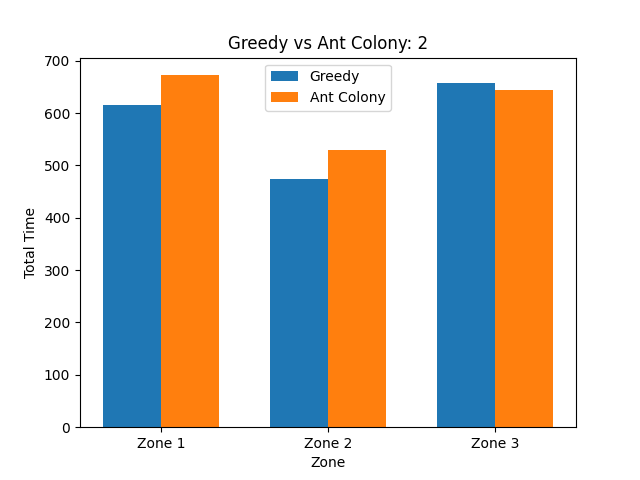 Greedy vs Ant Colony: 2
Greedy
Ant Colony
Total Time
700
600
500
400
300
200
100
0
Zone 1
Zone 2
Zone 3
Zone